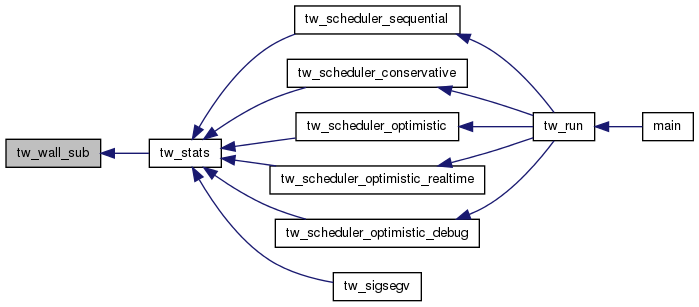 tw_wall_sub
tw_stats
tw_scheduler_sequential
tw_scheduler_conservative
tw_scheduler_optimistic
tw_scheduler_optimistic_realtime
tw_scheduler_optimistic_debug
tw_sigsegv
tw_run
main